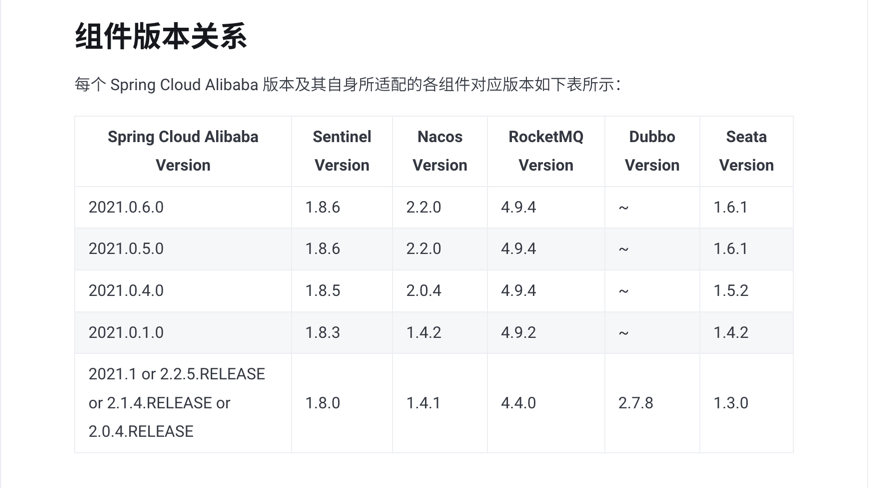 组件版本关系
每个 Spring Cloud Alibaba 版本及其自身所适配的各组件对应版本如下表所示：
Spring Cloud Alibaba Version Sentinel Version Nacos Version RocketMQ Version Dubbo Version Seata Version
2021.0.6.0 1.8.6 2.2.0 4.9.4 ~ 1.6.1
2021.0.5.0 1.8.6 2.2.0 4.9.4 ~ 1.6.1
2021.0.4.0 1.8.5 2.0.4 4.9.4 ~ 1.5.2
2021.0.1.0 1.8.3 1.4.2 4.9.2 ~ 1.4.2
2021.1 or 2.2.5.RELEASE
or 2.1.4.RELEASE or 1.8.0 1.4.1 4.4.0 2.7.8 1.3.0
2.0.4.RELEASE